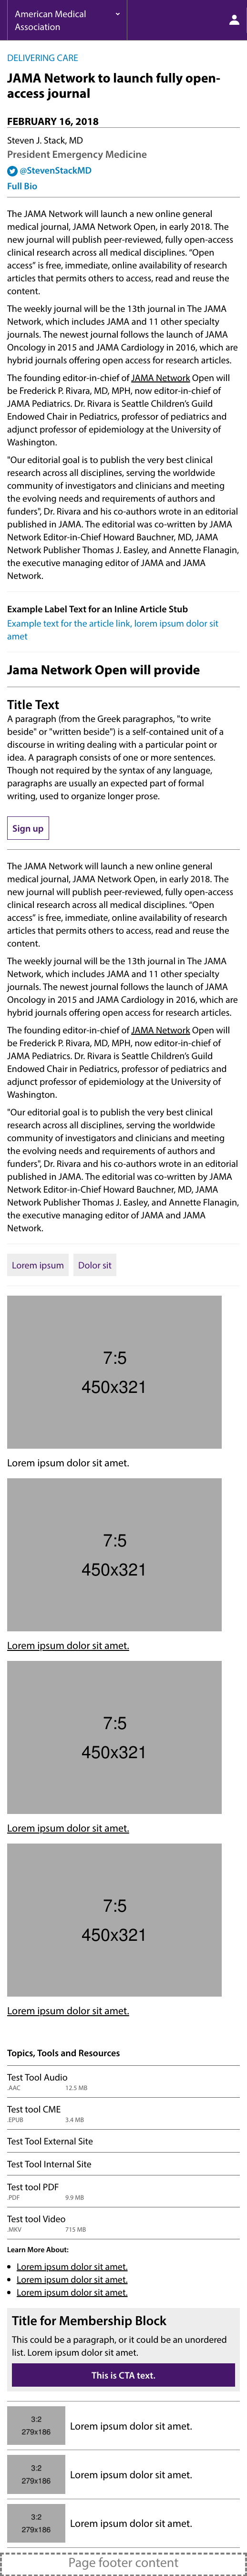 American Medical
Association
DELIVERING CARE
JAMA Network to launch fully open-
access journal
FEBRUARY 16, 2018
Steven J. Stack, MD
President Emergency Medicine
@StevenStackMD
Full Bio
The JAMA Network will launch a new online general
medical journal, JAMA Network Open, in early 2018. The
new journal will publish peer-reviewed, fully open-access
clinical research across all medical disciplines. "Open
access" is free, immediate, online availability of research
articles that permits others to access, read and reuse the
content.
The weekly journal will be the 13th journal in The JAMA
Network, which includes JAMA and 11 other specialty
journals. The newest journal follows the launch of JAMA
Oncology in 2015 and JAMA Cardiology in 2016, which are
hybrid journals offering open access for research articles.
The founding editor-in-chief of JAMA Network Open will
be Frederick P. Rivara, MD, MPH, now editor-in-chief of
JAMA Pediatrics. Dr. Rivara is Seattle Children's Guild
Endowed Chair in Pediatrics, professor of pediatrics and
adjunct professor of epidemiology at the University of
Washington.
"Our editorial goal is to publish the very best clinical
research across all disciplines, serving the worldwide
community of investigators and clinicians and meeting
the evolving needs and requirements of authors and
funders", Dr. Rivara and his co-authors wrote in an editorial
published in JAMA. The editorial was co-written by JAMA
Network Editor-in-Chief Howard Bauchner, MD, JAMA
Network Publisher Thomas J. Easley, and Annette Flanagin,
the executive managing editor of JAMA and JAMA
Network.
Example Label Text for an Inline Article Stub
Example text for the article link, lorem ipsum dolor sit
amet
Jama Network Open will provide
Title Text
A paragraph (from the Greek paragraphos, "to write
beside" or "written beside") is a self-contained unit of a
discourse in writing dealing with a particular point or
idea. A paragraph consists of one or more sentences.
Though not required by the syntax of any language,
paragraphs are usually an expected part of formal
writing, used to organize longer prose.
Sign up
The JAMA Network will launch a new online general
medical journal, JAMA Network Open, in early 2018. The
new journal will publish peer-reviewed, fully open-access
clinical research across all medical disciplines. "Open
access" is free, immediate, online availability of research
articles that permits others to access, read and reuse the
content.
The weekly journal will be the 13th journal in The JAMA
Network, which includes JAMA and 11 other specialty
journals. The newest journal follows the launch of JAMA
Oncology in 2015 and JAMA Cardiology in 2016, which are
hybrid journals offering open access for research articles.
The founding editor-in-chief of JAMA Network Open will
be Frederick P. Rivara, MD, MPH, now editor-in-chief of
JAMA Pediatrics. Dr. Rivara is Seattle Children's Guild
Endowed Chair in Pediatrics, professor of pediatrics and
adjunct professor of epidemiology at the University of
Washington.
"Our editorial goal is to publish the very best clinical
research across all disciplines, serving the worldwide
community of investigators and clinicians and meeting
the evolving needs and requirements of authors and
funders", Dr. Rivara and his co-authors wrote in an editorial
published in JAMA. The editorial was co-written by JAMA
Network Editor-in-Chief Howard Bauchner, MD, JAMA
Network Publisher Thomas J. Easley, and Annette Flanagin,
the executive managing editor of JAMA and JAMA
Network.
Lorem ipsum Dolor sit
7:5
450x321
Lorem ipsum dolor sit amet.
7:5
450x321
Lorem ipsum dolor sit amet.
7:5
450x321
Lorem ipsum dolor sit amet.
7:5
450x321
Lorem ipsum dolor sit amet.
Topics, Tools and Resources
Test Tool Audio
.AAC 12.5 MB
Test tool CME
.EPUB 3.4 MB
Test Tool External Site
Test Tool Internal Site
Test tool PDF
.PDF 9.9 MB
Test tool Video
.MKV 715 MB
Learn More About:
Lorem ipsum dolor sit amet.
Lorem ipsum dolor sit amet.
Lorem ipsum dolor sit amet.
Title for Membership Block
This could be a paragraph, or it could be an unordered
list. Lorem ipsum dolor sit amet.
This is CTA text.
3:2
279x186
Lorem ipsum dolor sit amet.
3:2
279x186
Lorem ipsum dolor sit amet.
3:2
279x186
Lorem ipsum dolor sit amet.
Page footer content